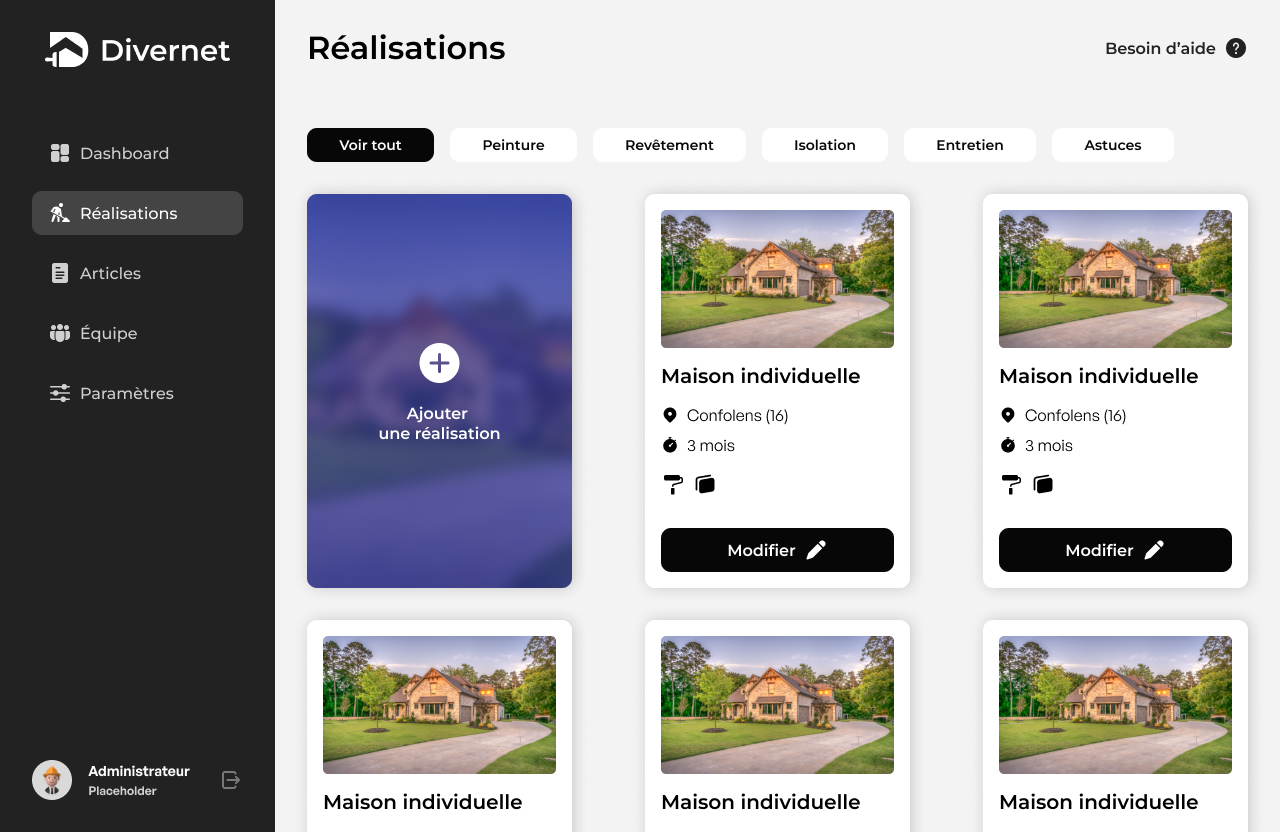 Divernet
Dashboard
Réalisations
Articles
Équipe
Paramètres
Administrateur
Placeholder
Réalisations
Besoin d’aide ?
Voir tout
Peinture
Revêtement
Isolation
Entretien
Astuces
Ajouter
une réalisation
Maison individuelle
Confolens (16)
3 mois
Modifier
Maison individuelle
Confolens (16)
3 mois
Modifier
Maison individuelle
Maison individuelle
Maison individuelle